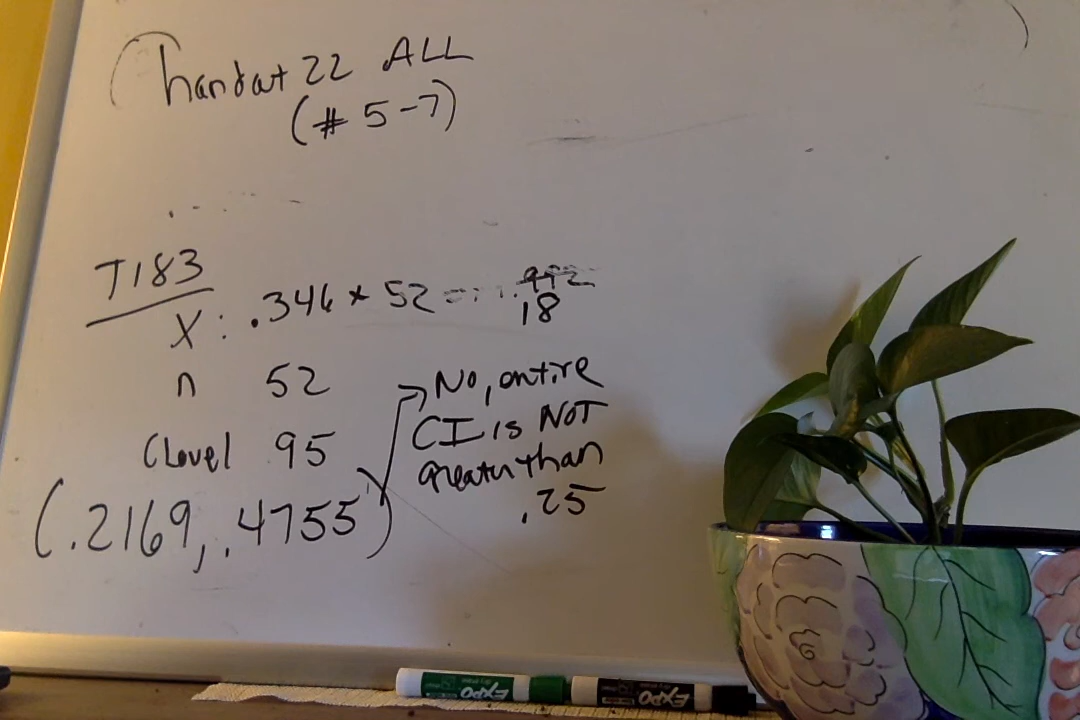 (handout 22 ALL
(# 5-7)
TI83
X: .346 * 52 = 18
n 52
C Level 95
(.2169, .4755)
No, entire
CI is NOT
greater than
.25
EXPO
EXPO